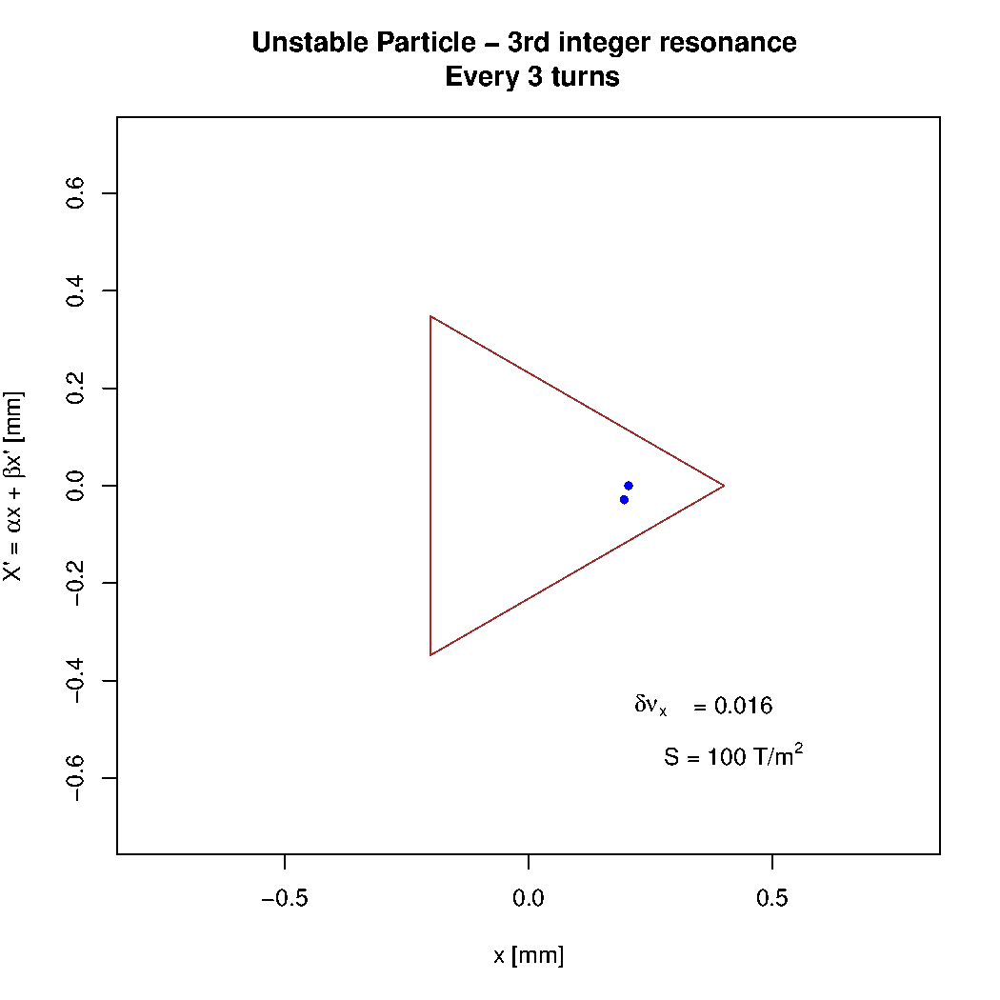 Unstable Particle – 3rd integer resonance
Every 3 turns
X' = αx + βx' [mm]
0.6
0.4
0.2
0.0
−0.2
−0.4
−0.6
δνₓ = 0.016
S = 100 T/m²
−0.5 0.0 0.5
x [mm]